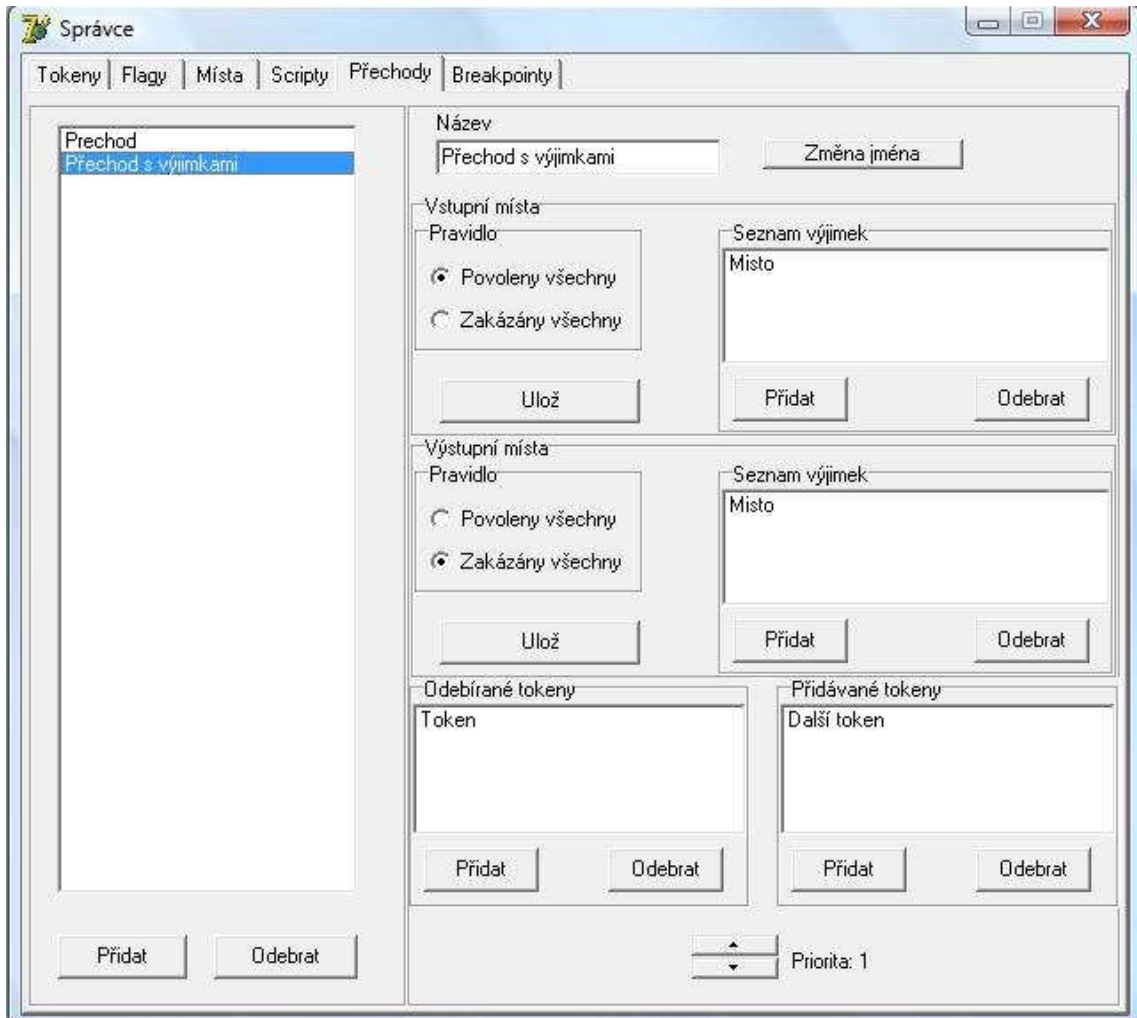 Správce
Tokeny Flagy Místa Scripty Přechody Breakpointy
Prechod
Přechod s výjimkami
Název
Přechod s výjimkami
Změna jména
Vstupní místa
Pravidlo
Povoleny všechny
Zakázány všechny
Ulož
Seznam výjimek
Misto
Přidat Odebrat
Výstupní místa
Pravidlo
Povoleny všechny
Zakázány všechny
Ulož
Seznam výjimek
Misto
Přidat Odebrat
Odebírané tokeny
Token
Přidat Odebrat
Přidávané tokeny
Další token
Přidat Odebrat
Přidat Odebrat
Priorita: 1